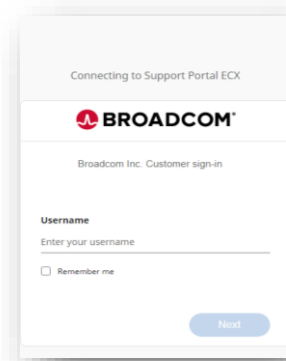 Connecting to Support Portal ECX
BROADCOM®
Broadcom Inc. Customer sign-in
Username
Enter your username
Remember me
Next